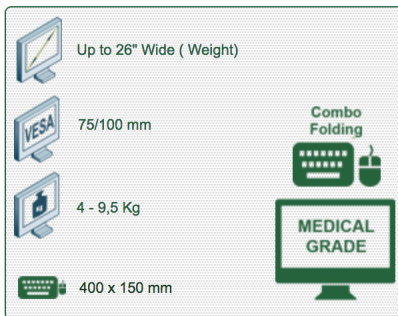 Up to 26" Wide ( Weight)
VESA
75/100 mm
4 - 9,5 Kg
400 x 150 mm
Combo
Folding
MEDICAL
GRADE